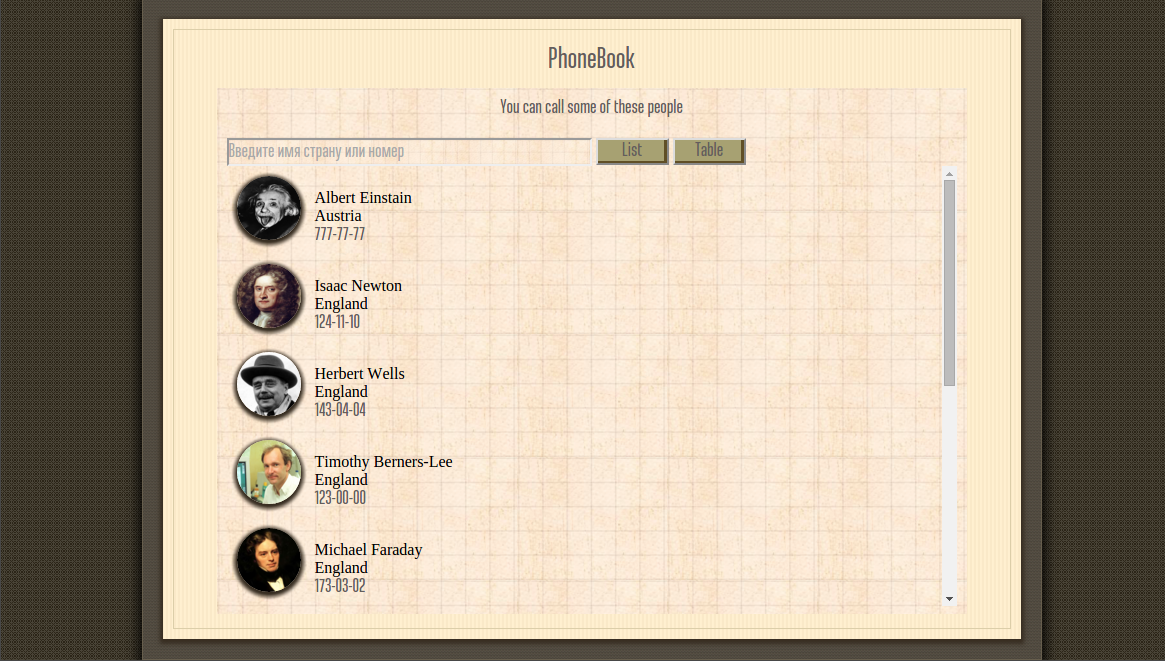 PhoneBook
You can call some of these people
Введите имя страну или номер
List
Table
Albert Einstain
Austria
777-77-77
Isaac Newton
England
124-11-10
Herbert Wells
England
143-04-04
Timothy Berners-Lee
England
123-00-00
Michael Faraday
England
173-03-02